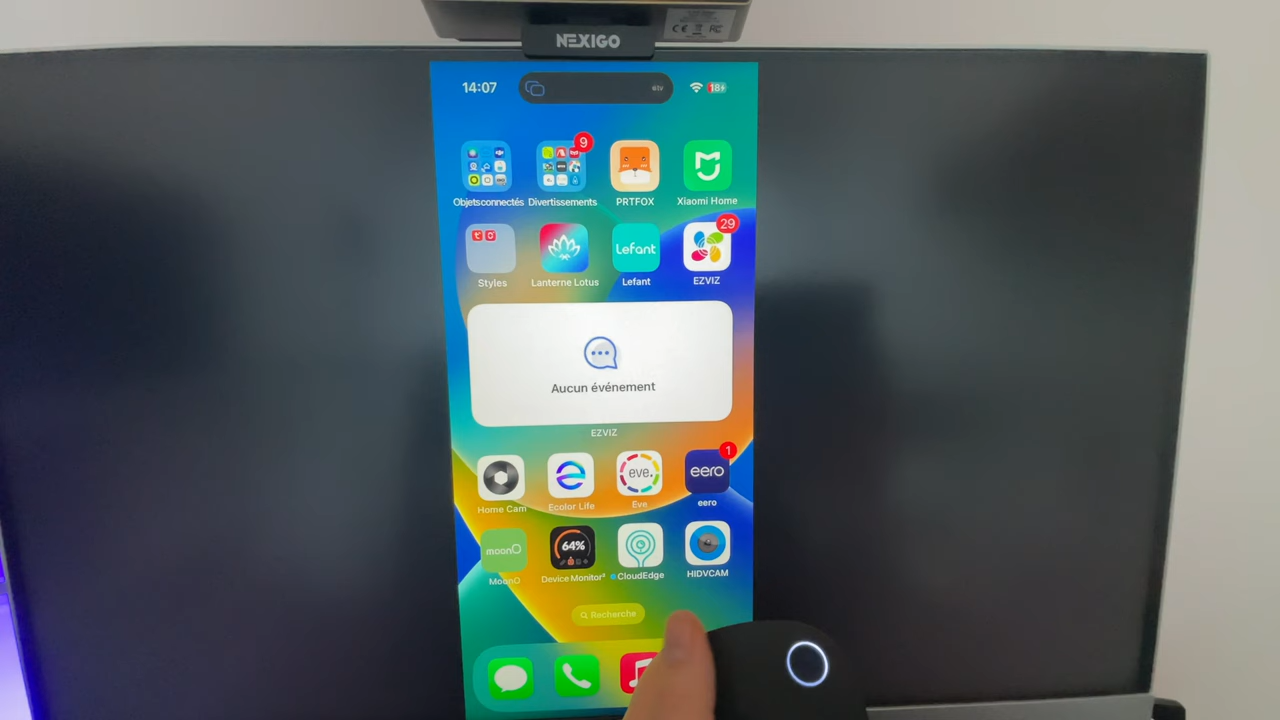 NEXIGO
14:07
tv
18
9
Objetsconnectés Divertissements PRTFOX Xiaomi Home
Lefant
29
Styles Lanterne Lotus Lefant EZVIZ
Aucun événement
EZVIZ
eve.
eero
1
Home Cam Ecolor Life Eve eero
moonO
64%
MoonO Device Monitor² CloudEdge HIDVCAM
Recherche